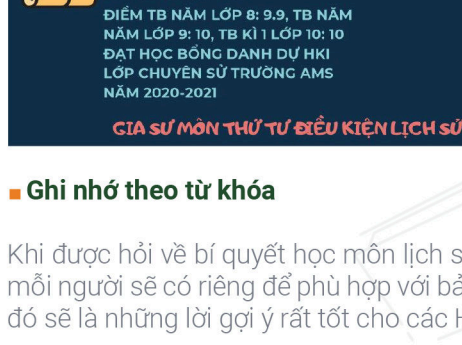 ĐIỂM TB NĂM LỚP 8: 9.9, TB NĂM
NĂM LỚP 9: 10, TB KÌ 1 LỚP 10: 10
ĐẠT HỌC BỔNG DANH DỰ HKI
LỚP CHUYÊN SỬ TRƯỜNG AMS
NĂM 2020-2021
GIA SƯ MÔN THỨ TƯ ĐIỀU KIỆN LỊCH SỬ
Ghi nhớ theo từ khóa
Khi được hỏi về bí quyết học môn lịch s
mỗi người sẽ có riêng để phù hợp với bả
đó sẽ là những lời gợi ý rất tốt cho các H